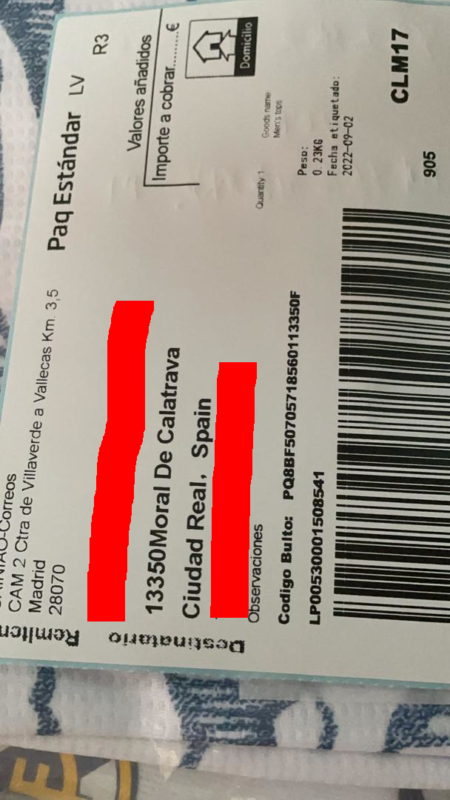 Paq Estándar LV R3
CAINIAO-Correos
CAM 2 Ctra de Villaverde a Vallecas Km. 3,5
Madrid
28070
Valores añadidos
Importe a cobrar.........€
Domicilio
Remiten
Destinatario
13350Moral De Calatrava
Ciudad Real, Spain
Observaciones
Quantity 1
Goods name
Men's tops
Peso:
0.23KG
Fecha etiquetado:
2022-09-02
Codigo Bulto: PQ8BF50705718560113350F
LP00530001508541
CLM17
905